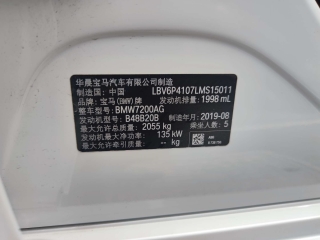 华晨宝马汽车有限公司制造
制造国: 中国 LBV6P4107LMS15011
品牌: 宝马(BMW)牌 发动机排量: 1998 mL
整车型号: BMW7200AG
发动机型号: B48B20B 制造年月: 2019-08
最大允许总质量: 2055 kg 乘坐人数: 5
发动机最大净功率: 135 kW
最大允许牵引质量: -- kg